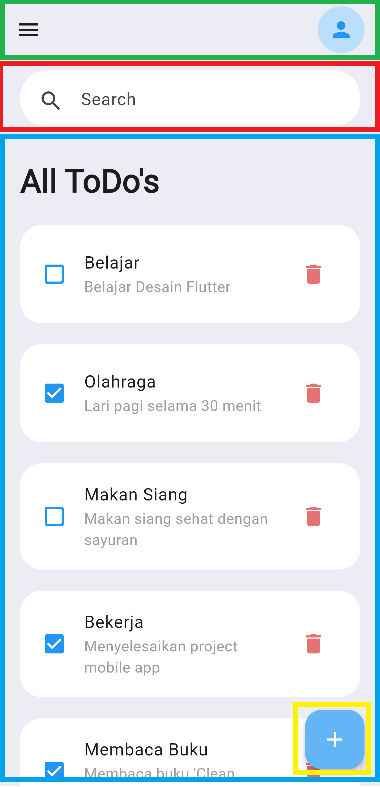 Search
All ToDo's
Belajar
Belajar Desain Flutter
Olahraga
Lari pagi selama 30 menit
Makan Siang
Makan siang sehat dengan
sayuran
Bekerja
Menyelesaikan project
mobile app
Membaca Buku
Membaca buku 'Clean